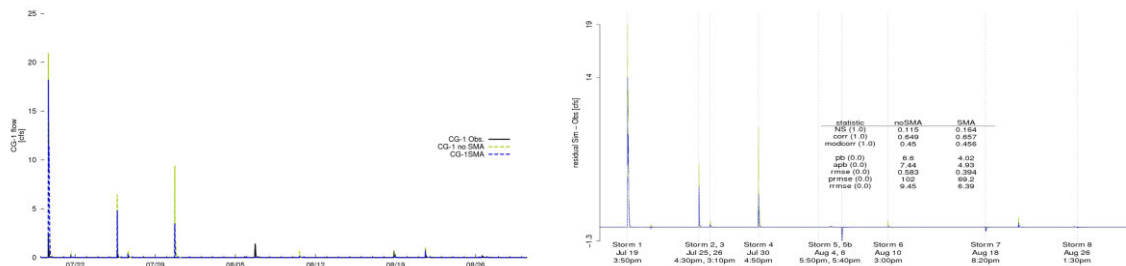 25
20
15
10
5
0
CG-1 flow
[cfs]
CG-1 Obs.
CG-1 no SMA
CG-1SMA
07/22 07/29 08/05 08/12 08/19 08/26
19
14
-1.3
residual Sim - Obs [cfs]
statistic noSMA SMA
NS (1.0) 0.115 0.164
corr (1.0) 0.649 0.657
modcorr (1.0) 0.45 0.456
pb (0.0) 6.6 4.02
apb (0.0) 7.44 4.93
rmse (0.0) 0.583 0.394
prmse (0.0) 102 69.2
rrmse (0.0) 9.45 6.39
Storm 1 Storm 2, 3 Storm 4 Storm 5, 5b Storm 6 Storm 7 Storm 8
Jul 19 Jul 25, 26 Jul 30 Aug 4, Aug 10 Aug 18 Aug 26
3:50pm 4:30pm, 3:10pm 4:50pm 5:50pm, 5:40pm 3:00pm 8:20pm 1:30pm